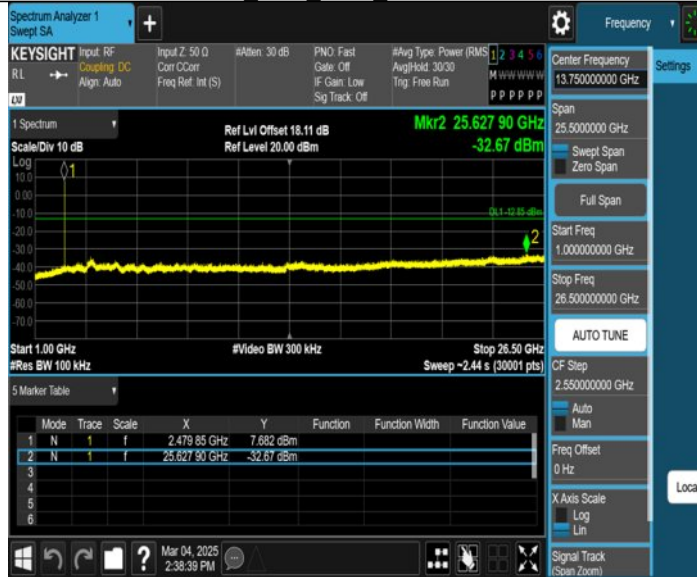 Spectrum Analyzer 1
Swept SA
Frequency
KEYSIGHT
RL
Input: RF
Coupling: DC
Align: Auto
Input Z: 50 Ω
Corr CCorr
Freq Ref: Int (S)
#Atten: 30 dB
PNO: Fast
Gate: Off
IF Gain: Low
Sig Track: Off
#Avg Type: Power (RMS
Avg|Hold: 30/30
Trig: Free Run
1 2 3 4 5 6
M W W W W W
P P P P P P
1 Spectrum
Scale/Div 10 dB
Ref Lvl Offset 18.11 dB
Ref Level 20.00 dBm
Mkr2 25.627 90 GHz
-32.67 dBm
Log
10.0
0.00
-10.0
-20.0
-30.0
-40.0
-50.0
-60.0
-70.0
1
2
DL1 -12.85 dBm
Start 1.00 GHz
#Video BW 300 kHz
Stop 26.50 GHz
#Res BW 100 kHz
Sweep ~2.44 s (30001 pts)
5 Marker Table
Mode Trace Scale X Y Function Function Width Function Value
1 N 1 f 2.479 85 GHz 7.682 dBm
2 N 1 f 25.627 90 GHz -32.67 dBm
3
4
5
6
Mar 04, 2025
2:38:39 PM
Center Frequency
13.750000000 GHz
Span
25.5000000 GHz
Swept Span
Zero Span
Full Span
Start Freq
1.000000000 GHz
Stop Freq
26.500000000 GHz
AUTO TUNE
CF Step
2.550000000 GHz
Auto
Man
Freq Offset
0 Hz
X Axis Scale
Log
Lin
Signal Track
(Span Zoom)
Settings
Loca